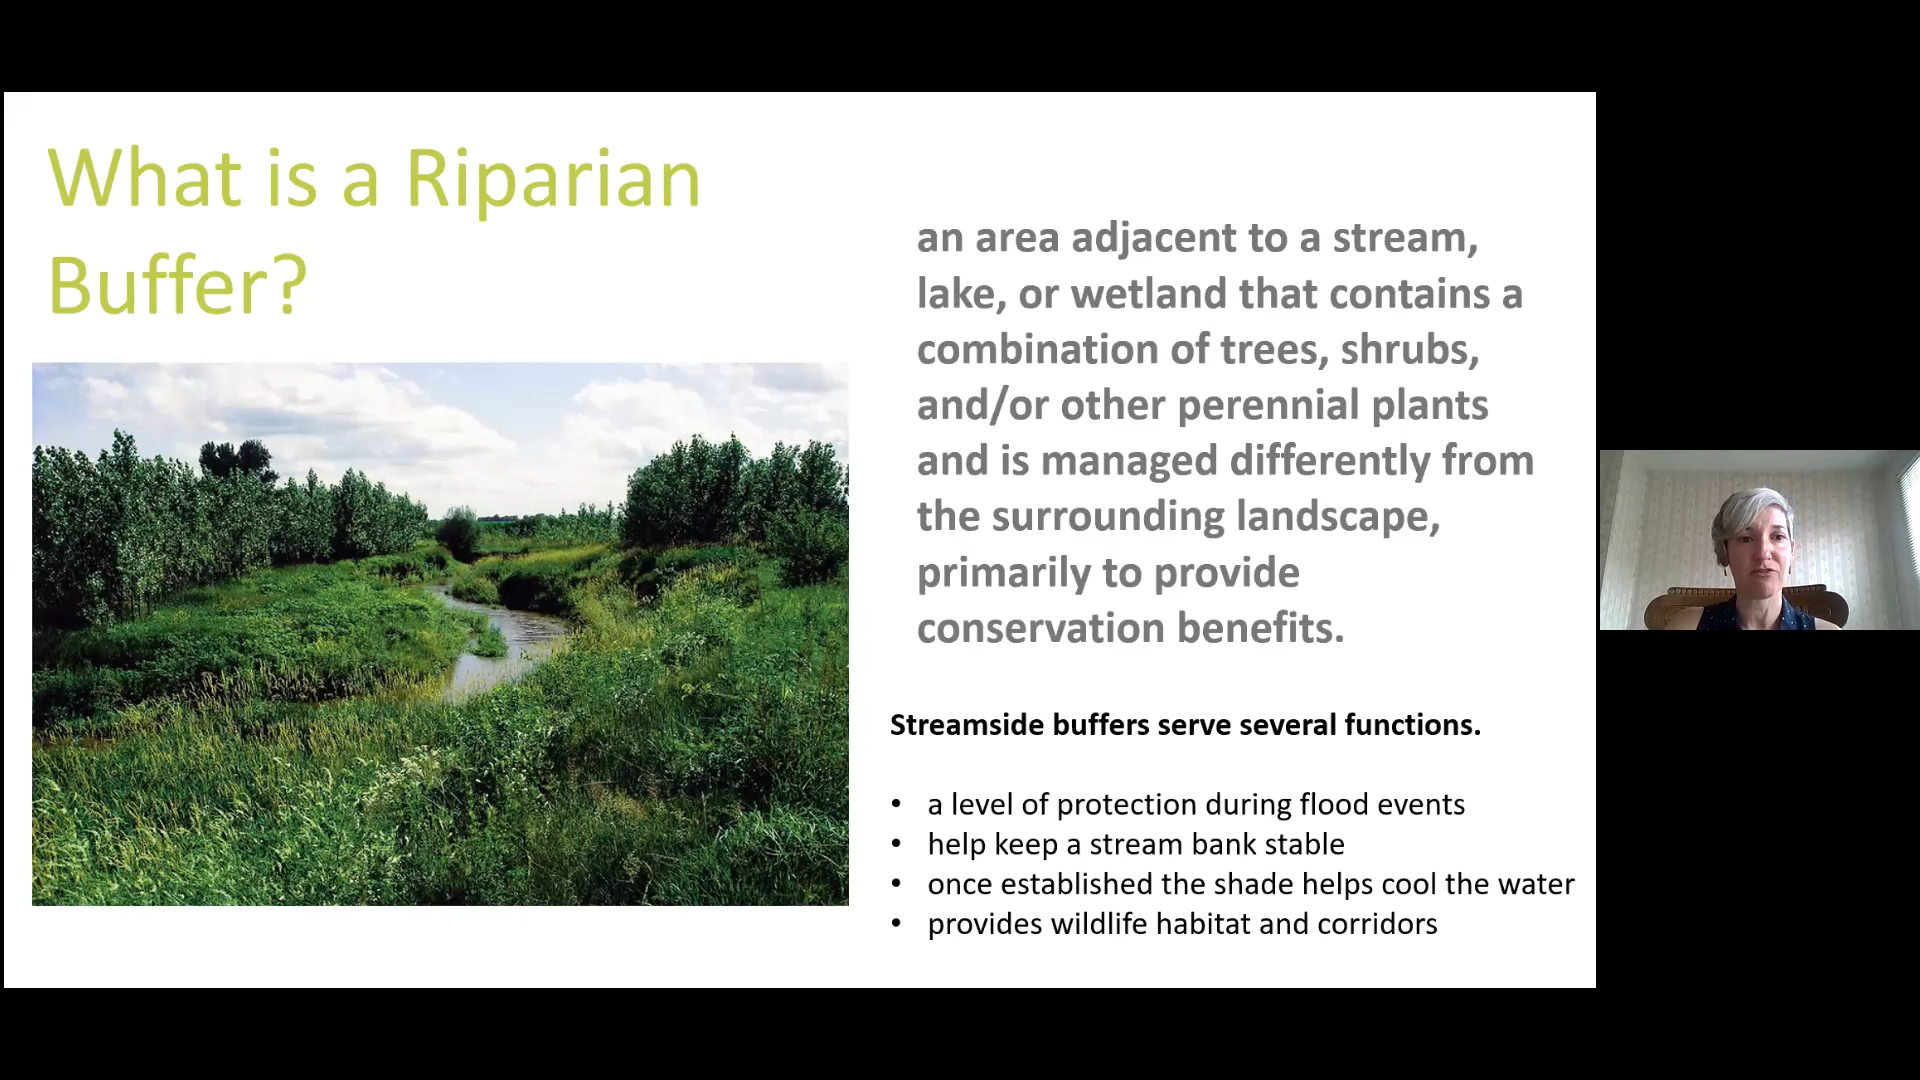 What is a Riparian
Buffer?
an area adjacent to a stream,
lake, or wetland that contains a
combination of trees, shrubs,
and/or other perennial plants
and is managed differently from
the surrounding landscape,
primarily to provide
conservation benefits.
Streamside buffers serve several functions.
• a level of protection during flood events
• help keep a stream bank stable
• once established the shade helps cool the water
• provides wildlife habitat and corridors